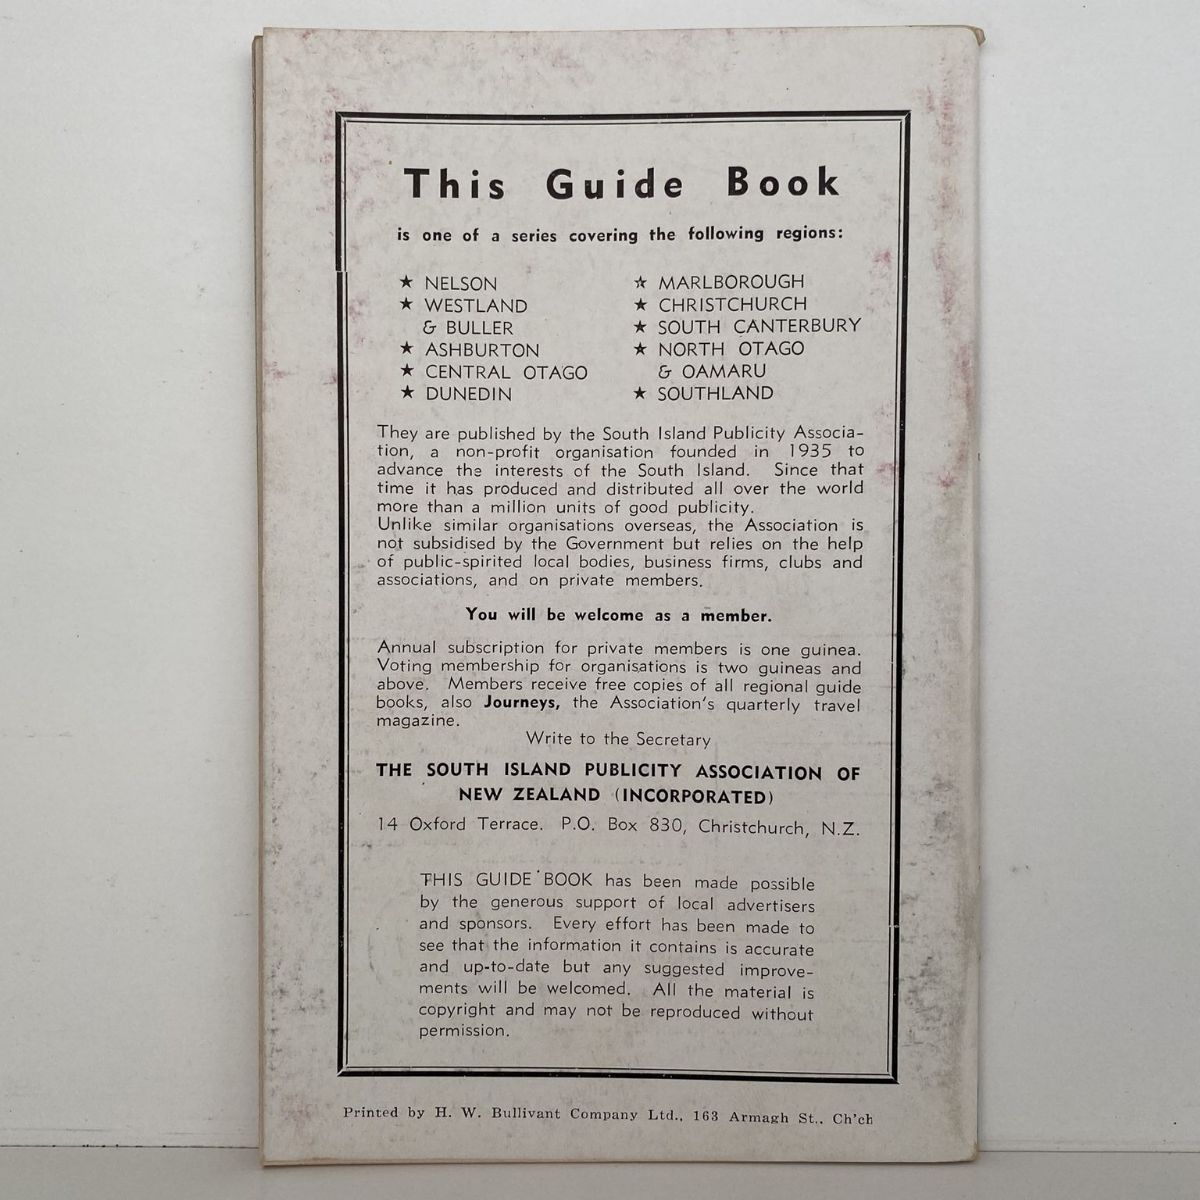 This Guide Book
is one of a series covering the following regions:
★ NELSON
★ WESTLAND
& BULLER
★ ASHBURTON
★ CENTRAL OTAGO
★ DUNEDIN
★ MARLBOROUGH
★ CHRISTCHURCH
★ SOUTH CANTERBURY
★ NORTH OTAGO
& OAMARU
★ SOUTHLAND
They are published by the South Island Publicity Associa-
tion, a non-profit organisation founded in 1935 to
advance the interests of the South Island. Since that
time it has produced and distributed all over the world
more than a million units of good publicity.
Unlike similar organisations overseas, the Association is
not subsidised by the Government but relies on the help
of public-spirited local bodies, business firms, clubs and
associations, and on private members.
You will be welcome as a member.
Annual subscription for private members is one guinea.
Voting membership for organisations is two guineas and
above. Members receive free copies of all regional guide
books, also Journeys, the Association's quarterly travel
magazine.
Write to the Secretary
THE SOUTH ISLAND PUBLICITY ASSOCIATION OF
NEW ZEALAND (INCORPORATED)
14 Oxford Terrace. P.O. Box 830, Christchurch, N.Z.
THIS GUIDE BOOK has been made possible
by the generous support of local advertisers
and sponsors. Every effort has been made to
see that the information it contains is accurate
and up-to-date but any suggested improve-
ments will be welcomed. All the material is
copyright and may not be reproduced without
permission.
Printed by H. W. Bullivant Company Ltd., 163 Armagh St., Ch'ch